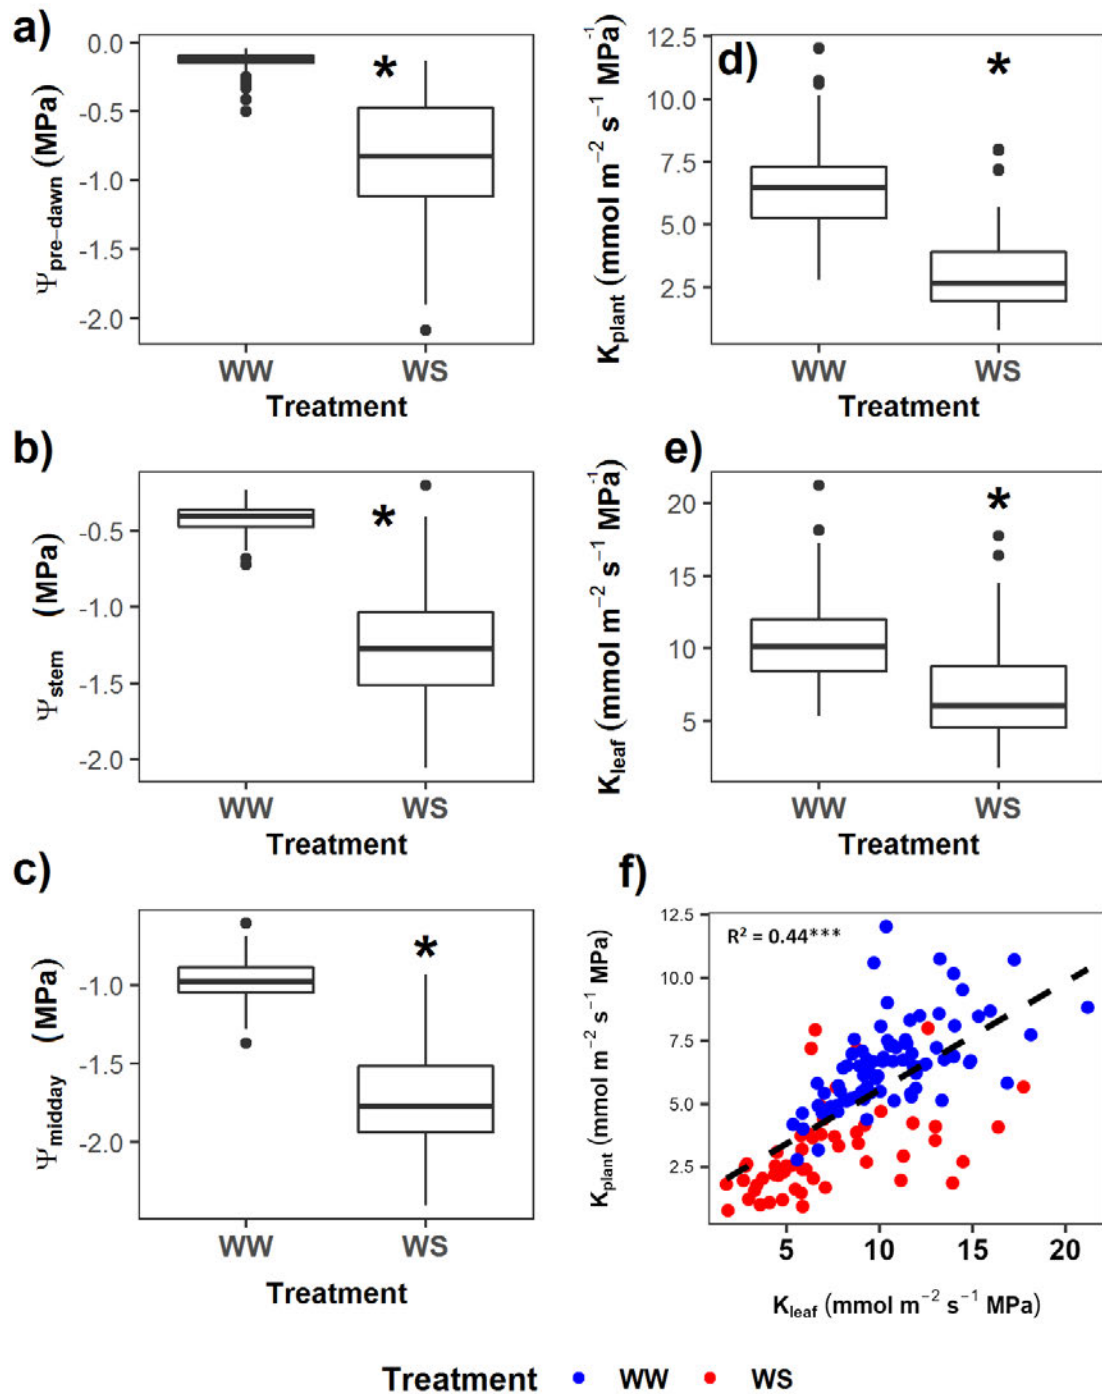 a)
0.0
-0.5
-1.0
-1.5
-2.0
Ψpre−dawn (MPa)
*
WW
WS
Treatment
d)
12.5
10.0
7.5
5.0
2.5
Kplant (mmol m−2 s−1 MPa-1)
*
WW
WS
Treatment
b)
-0.5
-1.0
-1.5
-2.0
Ψstem (MPa)
*
WW
WS
Treatment
e)
20
15
10
5
Kleaf (mmol m−2 s−1 MPa-1)
*
WW
WS
Treatment
c)
-1.0
-1.5
-2.0
Ψmidday (MPa)
*
WW
WS
Treatment
f)
12.5
10.0
7.5
5.0
2.5
Kplant (mmol m−2 s−1 MPa)
R2 = 0.44***
5
10
15
20
Kleaf (mmol m−2 s−1 MPa)
Treatment WW WS